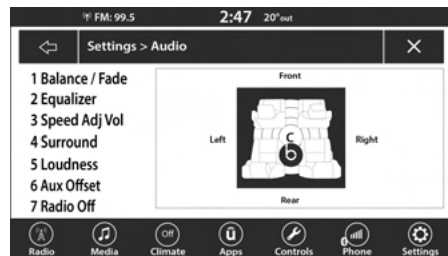 FM: 99.5 2:47 20°out
Settings > Audio
1 Balance / Fade
2 Equalizer
3 Speed Adj Vol
4 Surround
5 Loudness
6 Aux Offset
7 Radio Off
Front
Left
C
b
Right
Rear
Radio
Media
Off
Climate
ū
Apps
Controls
Phone
Settings